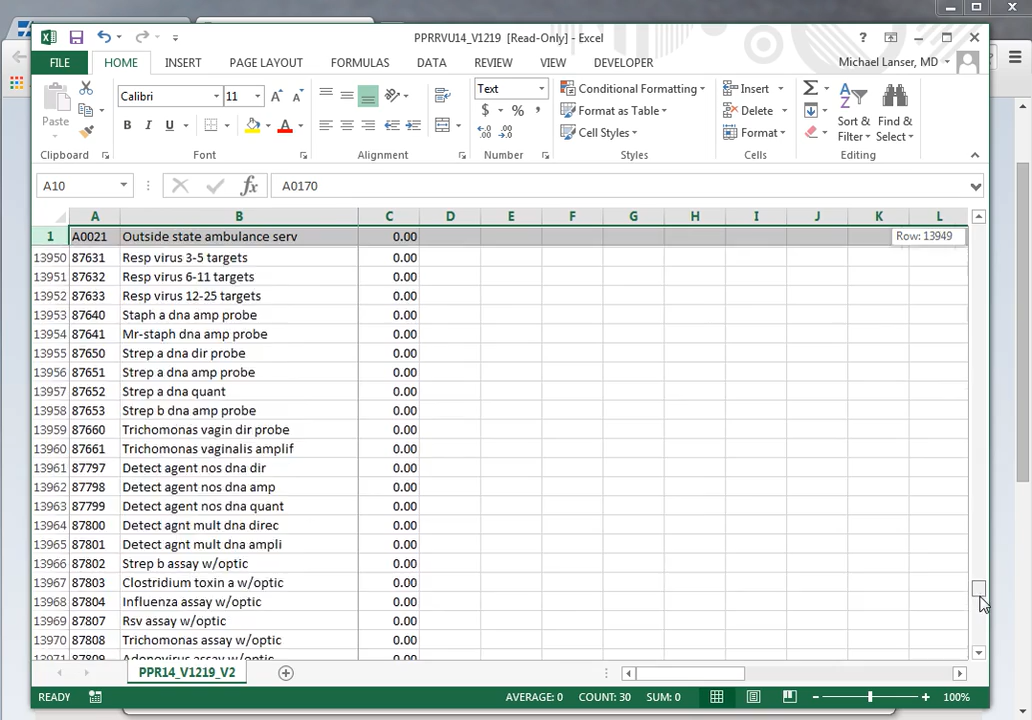 PPRRVU14_V1219 [Read-Only] - Excel
FILE HOME INSERT PAGE LAYOUT FORMULAS DATA REVIEW VIEW DEVELOPER Michael Lanser, MD
Paste Calibri 11 Text Conditional Formatting Insert
Format as Table Delete Sort & Filter Find & Select
Cell Styles Format
Clipboard Font Alignment Number Styles Cells Editing
A10 fx A0170
A B C D E F G H I J K L
1 A0021 Outside state ambulance serv 0.00 Row: 13949
13950 87631 Resp virus 3-5 targets 0.00
13951 87632 Resp virus 6-11 targets 0.00
13952 87633 Resp virus 12-25 targets 0.00
13953 87640 Staph a dna amp probe 0.00
13954 87641 Mr-staph dna amp probe 0.00
13955 87650 Strep a dna dir probe 0.00
13956 87651 Strep a dna amp probe 0.00
13957 87652 Strep a dna quant 0.00
13958 87653 Strep b dna amp probe 0.00
13959 87660 Trichomonas vagin dir probe 0.00
13960 87661 Trichomonas vaginalis amplif 0.00
13961 87797 Detect agent nos dna dir 0.00
13962 87798 Detect agent nos dna amp 0.00
13963 87799 Detect agent nos dna quant 0.00
13964 87800 Detect agnt mult dna direc 0.00
13965 87801 Detect agnt mult dna ampli 0.00
13966 87802 Strep b assay w/optic 0.00
13967 87803 Clostridium toxin a w/optic 0.00
13968 87804 Influenza assay w/optic 0.00
13969 87807 Rsv assay w/optic 0.00
13970 87808 Trichomonas assay w/optic 0.00
13971 87809 Adenovirus assay w/optic 0.00
PPR14_V1219_V2
READY AVERAGE: 0 COUNT: 30 SUM: 0 100%